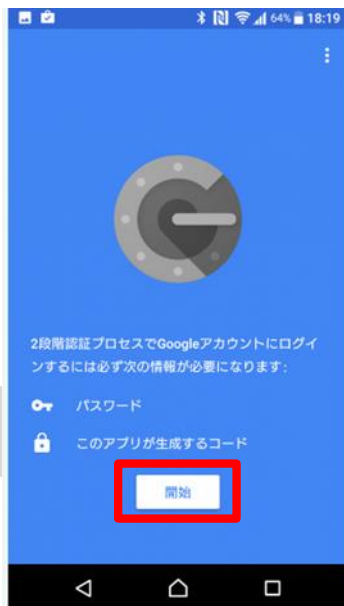 64% 18:19
2段階認証プロセスでGoogleアカウントにログイ
ンするには必ず次の情報が必要になります:
パスワード
このアプリが生成するコード
開始